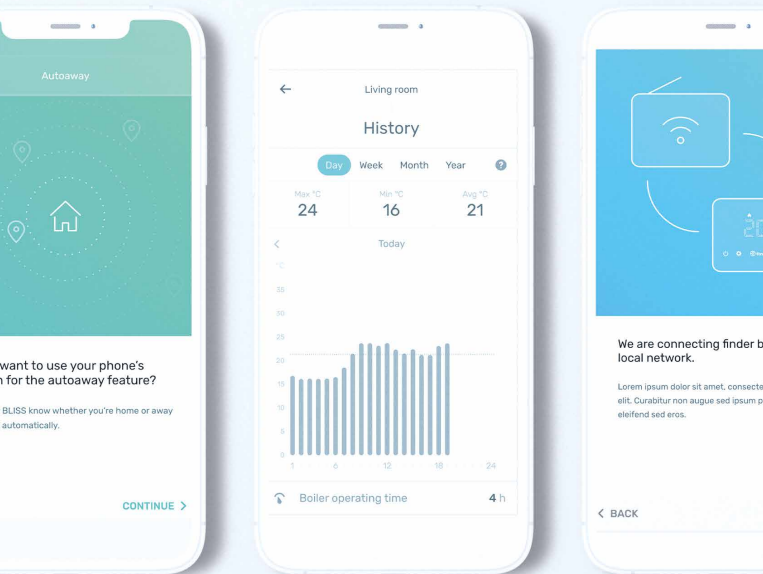 Autoaway
want to use your phone's
for the autoaway feature?
BLISS know whether you're home or away
automatically.
CONTINUE >
Living room
History
Day Week Month Year ?
Max °C Min °C Avg °C
24 16 21
< Today
°C
35
30
25
20
15
10
5
0
1 6 12 18 24
Boiler operating time 4 h
20
We are connecting finder b
local network.
Lorem ipsum dolor sit amet, consecte
elit. Curabitur non augue sed ipsum p
eleifend sed eros.
< BACK